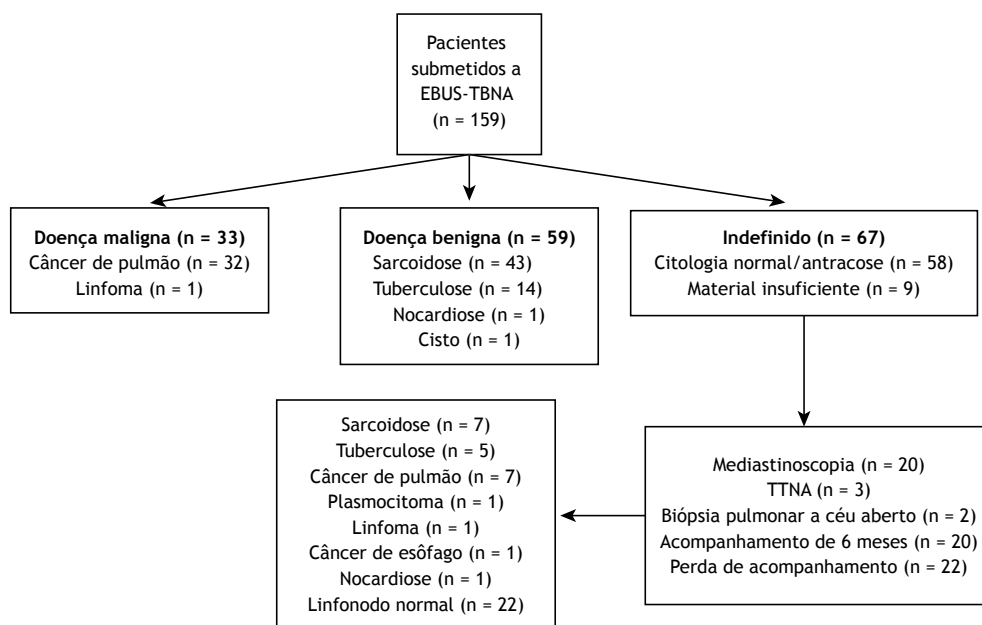 Pacientes
submetidos a
EBUS-TBNA
(n = 159)
Doença maligna (n = 33)
Câncer de pulmão (n = 32)
Linfoma (n = 1)
Doença benigna (n = 59)
Sarcoidose (n = 43)
Tuberculose (n = 14)
Nocardiose (n = 1)
Cisto (n = 1)
Indefinido (n = 67)
Citologia normal/antracose (n = 58)
Material insuficiente (n = 9)
Sarcoidose (n = 7)
Tuberculose (n = 5)
Câncer de pulmão (n = 7)
Plasmocitoma (n = 1)
Linfoma (n = 1)
Câncer de esôfago (n = 1)
Nocardiose (n = 1)
Linfonodo normal (n = 22)
Mediastinoscopia (n = 20)
TTNA (n = 3)
Biópsia pulmonar a céu aberto (n = 2)
Acompanhamento de 6 meses (n = 20)
Perda de acompanhamento (n = 22)